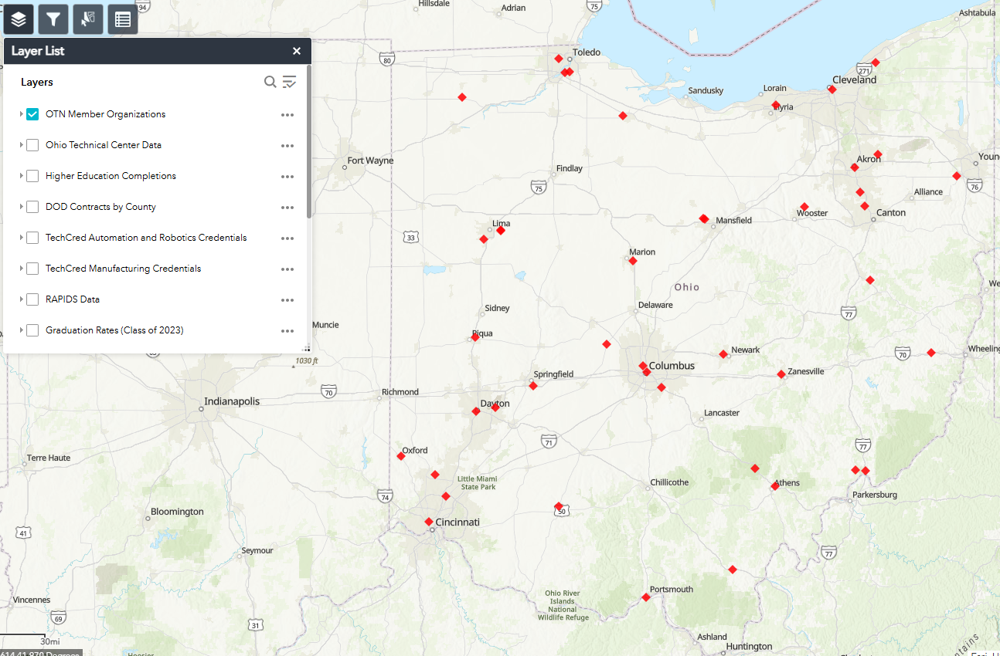 Layer List
Layers
OTN Member Organizations
Ohio Technical Center Data
Higher Education Completions
DOD Contracts by County
TechCred Automation and Robotics Credentials
TechCred Manufacturing Credentials
RAPIDS Data
Graduation Rates (Class of 2023)
94
Hillsdale
Adrian
75
Ashtabula
80
Toledo
271
Cleveland
Sandusky
Lorain
Elyria
Fort Wayne
Akron
Findlay
75
76
Alliance
Canton
Wooster
Lima
Mansfield
33
Marion
Ohio
Delaware
77
Sidney
Muncie
Piqua
Newark
70
Wheeling
1030 ft
Columbus
Springfield
Zanesville
70
Richmond
Indianapolis
Dayton
Lancaster
71
77
Oxford
Terre Haute
Little Miami
State Park
Chillicothe
Athens
74
Parkersburg
Bloomington
50
Cincinnati
41
Seymour
77
Portsmouth
Ohio River
Islands
National
Wildlife Refuge
Vincennes
69
31
30mi
Ashland
Huntington
614 41.970 Degrees